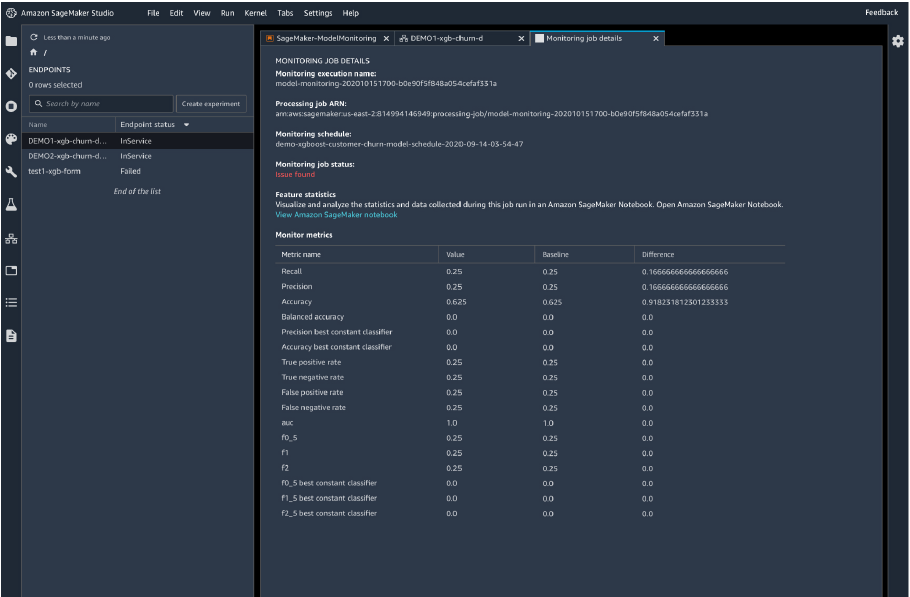 Amazon SageMaker Studio File Edit View Run Kernel Tabs Settings Help Feedback
Less than a minute ago
/
ENDPOINTS
0 rows selected
Search by name Create experiment
Name Endpoint status
DEMO1-xgb-churn-d... InService
DEMO2-xgb-churn-d... InService
test1-xgb-form Failed
End of the list
SageMaker-ModelMonitoring DEMO1-xgb-churn-d Monitoring job details
MONITORING JOB DETAILS
Monitoring execution name:
model-monitoring-202010151700-b0e90f5f848a054cefaf331a
Processing job ARN:
arn:aws:sagemaker:us-east-2:814994146949:processing-job/model-monitoring-202010151700-b0e90f5f848a054cefaf331a
Monitoring schedule:
demo-xgboost-customer-churn-model-schedule-2020-09-14-03-54-47
Monitoring job status:
Issue found
Feature statistics
Visualize and analyze the statistics and data collected during this job run in an Amazon SageMaker Notebook. Open Amazon SageMaker Notebook.
View Amazon SageMaker notebook
Monitor metrics
Metric name Value Baseline Difference
Recall 0.25 0.25 0.166666666666666666
Precision 0.25 0.25 0.166666666666666666
Accuracy 0.625 0.625 0.918231812301233333
Balanced accuracy 0.0 0.0 0.0
Precision best constant classifier 0.0 0.0 0.0
Accuracy best constant classifier 0.0 0.0 0.0
True positive rate 0.25 0.25 0.0
True negative rate 0.25 0.25 0.0
False positive rate 0.25 0.25 0.0
False negative rate 0.25 0.25 0.0
auc 1.0 1.0 0.0
f0_5 0.25 0.25 0.0
f1 0.25 0.25 0.0
f2 0.25 0.25 0.0
f0_5 best constant classifier 0.0 0.0 0.0
f1_5 best constant classifier 0.0 0.0 0.0
f2_5 best constant classifier 0.0 0.0 0.0